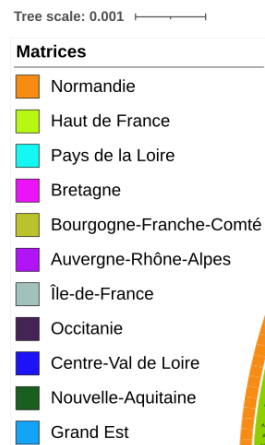 Tree scale: 0.001
Matrices
Normandie
Haut de France
Pays de la Loire
Bretagne
Bourgogne-Franche-Comté
Auvergne-Rhône-Alpes
Île-de-France
Occitanie
Centre-Val de Loire
Nouvelle-Aquitaine
Grand Est